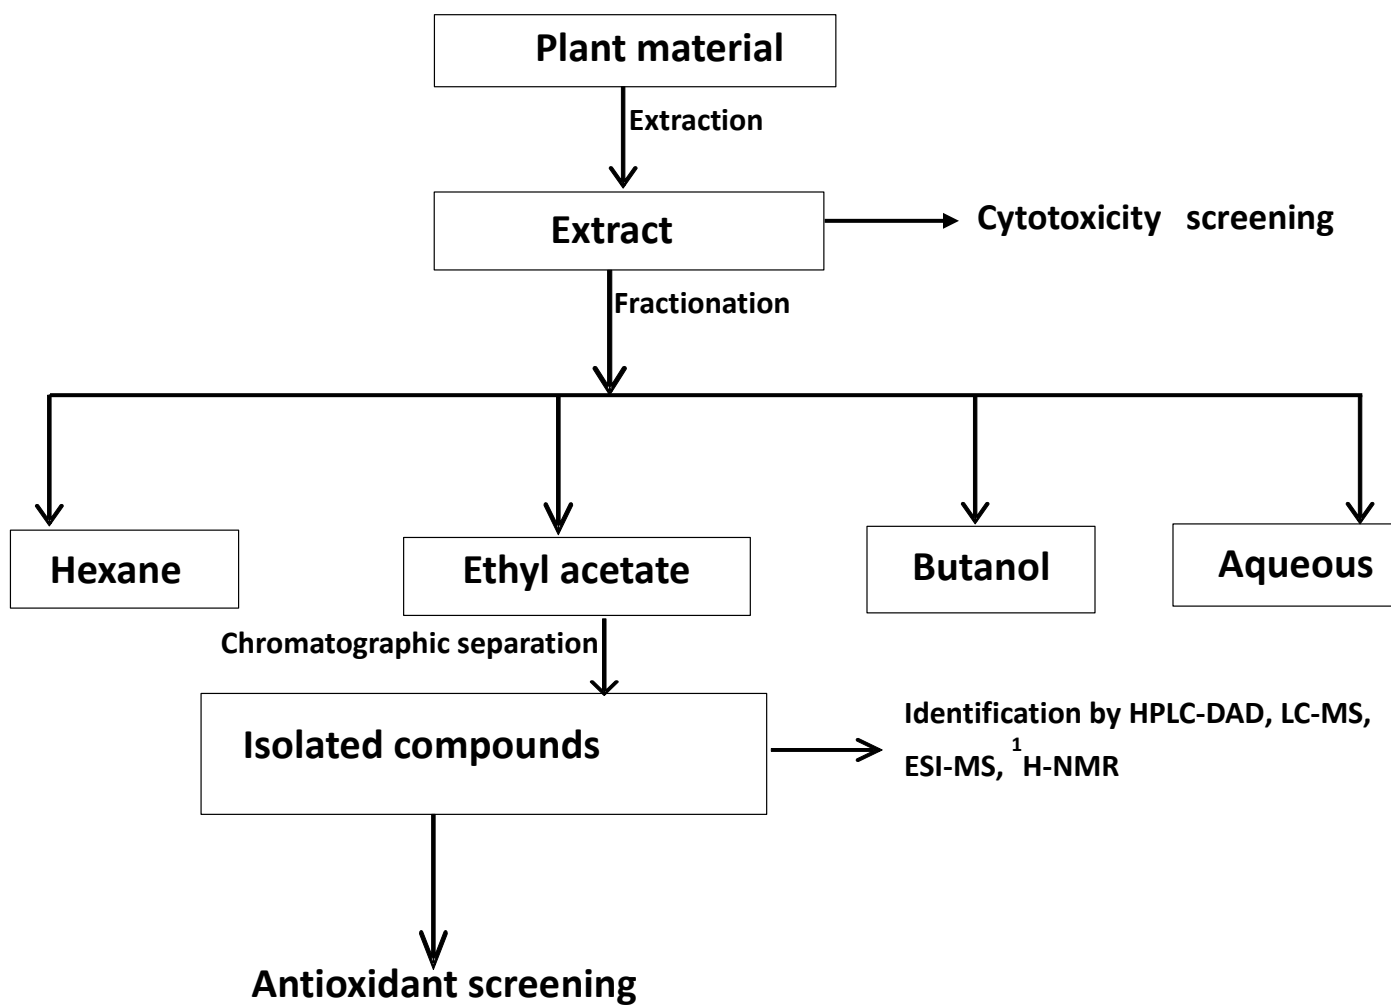 Plant material
Extraction
Extract
Cytotoxicity screening
Fractionation
Hexane
Ethyl acetate
Butanol
Aqueous
Chromatographic separation
Isolated compounds
Identification by HPLC-DAD, LC-MS,
ESI-MS, ¹H-NMR
Antioxidant screening